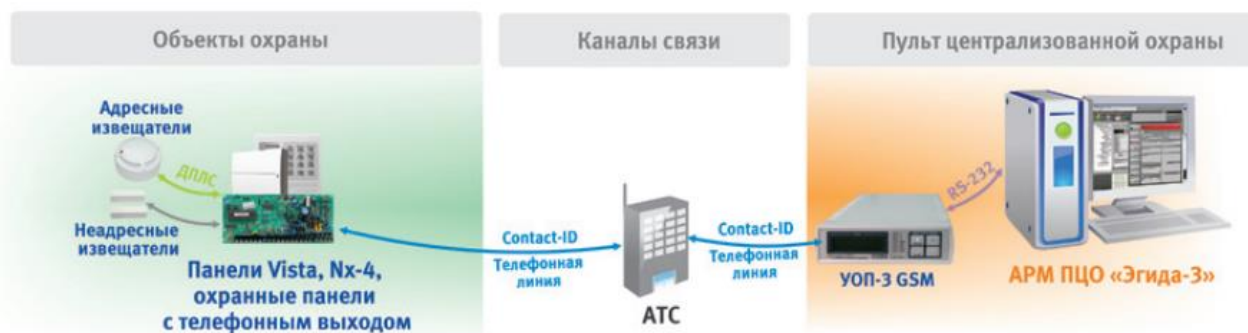 Объекты охраны
Каналы связи
Пульт централизованной охраны
Адресные
извещатели
ДПЛС
Неадресные
извещатели
Панели Vista, Nx-4,
охранные панели
с телефонным выходом
Contact-ID
Телефонная
линия
АТС
Contact-ID
Телефонная
линия
УОП-3 GSM
RS-232
АРМ ПЦО «Эгида-3»